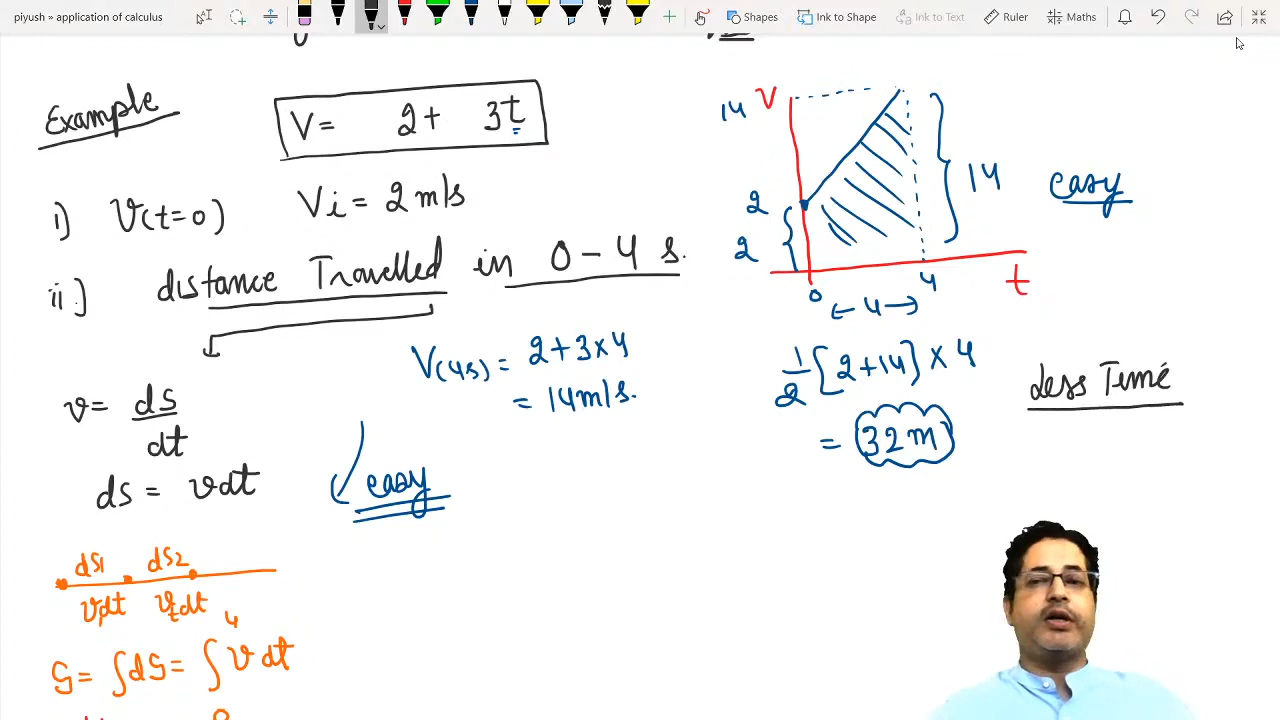 piyush » application of calculus
Shapes
Ink to Shape
Ink to Text
Ruler
Maths
Example
V = 2 + 3t
i) V(t=0) Vi = 2 m/s
ii) distance Travelled in 0 - 4 s.
V(4s) = 2 + 3 x 4
= 14 m/s.
v = ds
dt
ds = vdt
easy
ds1 ds2
v1dt v2dt
S = ∫ds = ∫ v dt
4
0
14 V
2
2
14
0
4
← 4 →
t
easy
1/2 [2+14] x 4
= 32 m
Less Time